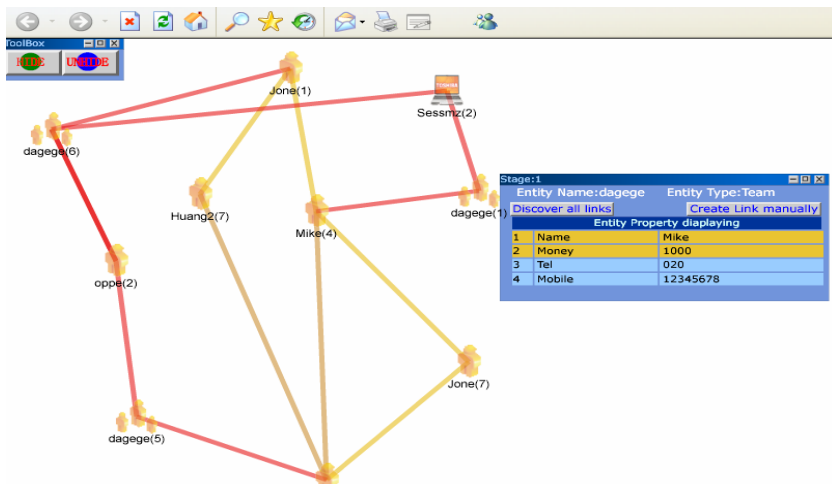 ToolBox
HIDE UNHIDE
Jone(1)
TOSHIBA
Sessmz(2)
dagege(6)
Huang2(7)
Mike(4)
dagege(1)
oppe(2)
Jone(7)
dagege(5)
Stage:1
Entity Name:dagege Entity Type:Team
Discover all links Create Link manually
Entity Property diaplaying
1 Name Mike
2 Money 1000
3 Tel 020
4 Mobile 12345678